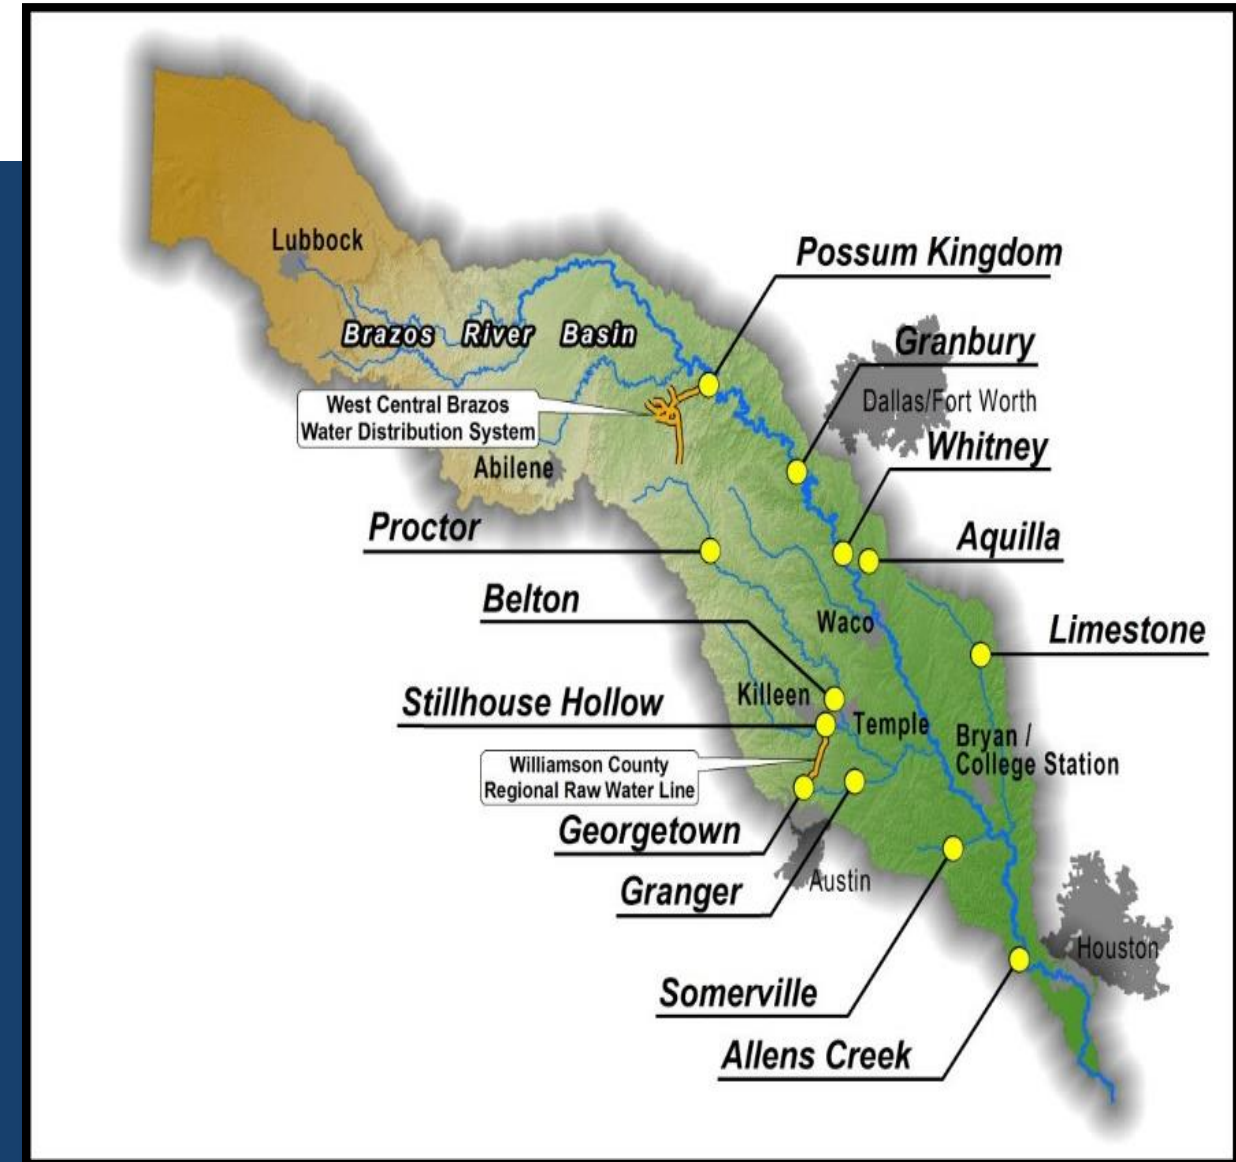 Lubbock
Possum Kingdom
Brazos River Basin
Granbury
Dallas/Fort Worth
West Central Brazos
Water Distribution System
Whitney
Abilene
Proctor
Aquilla
Belton
Waco
Limestone
Killeen
Stillhouse Hollow
Temple
Bryan /
College Station
Williamson County
Regional Raw Water Line
Georgetown
Austin
Granger
Houston
Somerville
Allens Creek